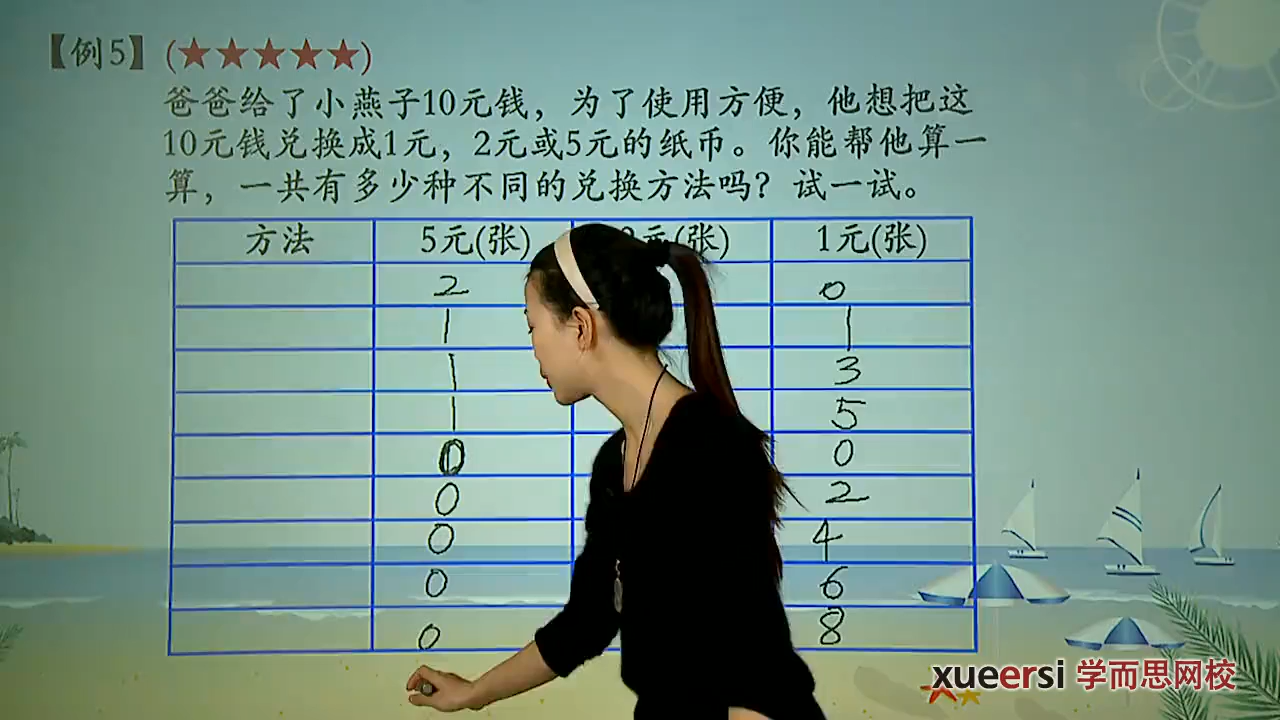 【例5】(★★★★★)
爸爸给了小燕子10元钱，为了使用方便，他想把这
10元钱兑换成1元，2元或5元的纸币。你能帮他算一
算，一共有多少种不同的兑换方法吗？试一试。
方法 5元(张) 元(张) 1元(张)
2 0
1 1
1 3
1 5
0 0
0 2
0 4
0 6
0 8
xueersi 学而思网校